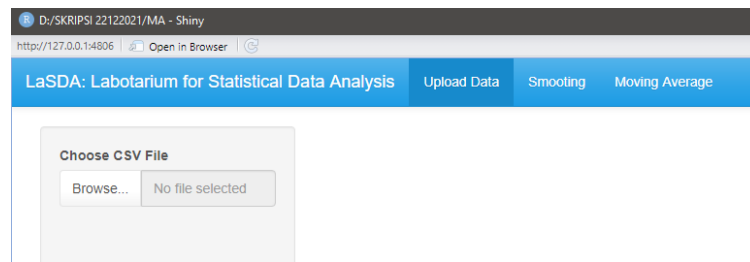 D:/SKRIPSI 22122021/MA - Shiny
http://127.0.0.1:4806 Open in Browser
LaSDA: Labotarium for Statistical Data Analysis Upload Data Smooting Moving Average
Choose CSV File
Browse... No file selected